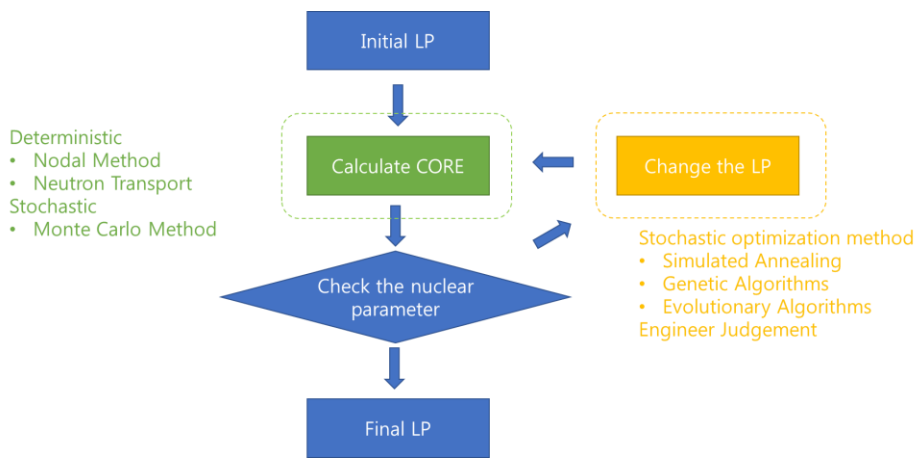 Initial LP
Deterministic
• Nodal Method
• Neutron Transport
Stochastic
• Monte Carlo Method
Calculate CORE
Change the LP
Stochastic optimization method
• Simulated Annealing
• Genetic Algorithms
• Evolutionary Algorithms
Engineer Judgement
Check the nuclear
parameter
Final LP